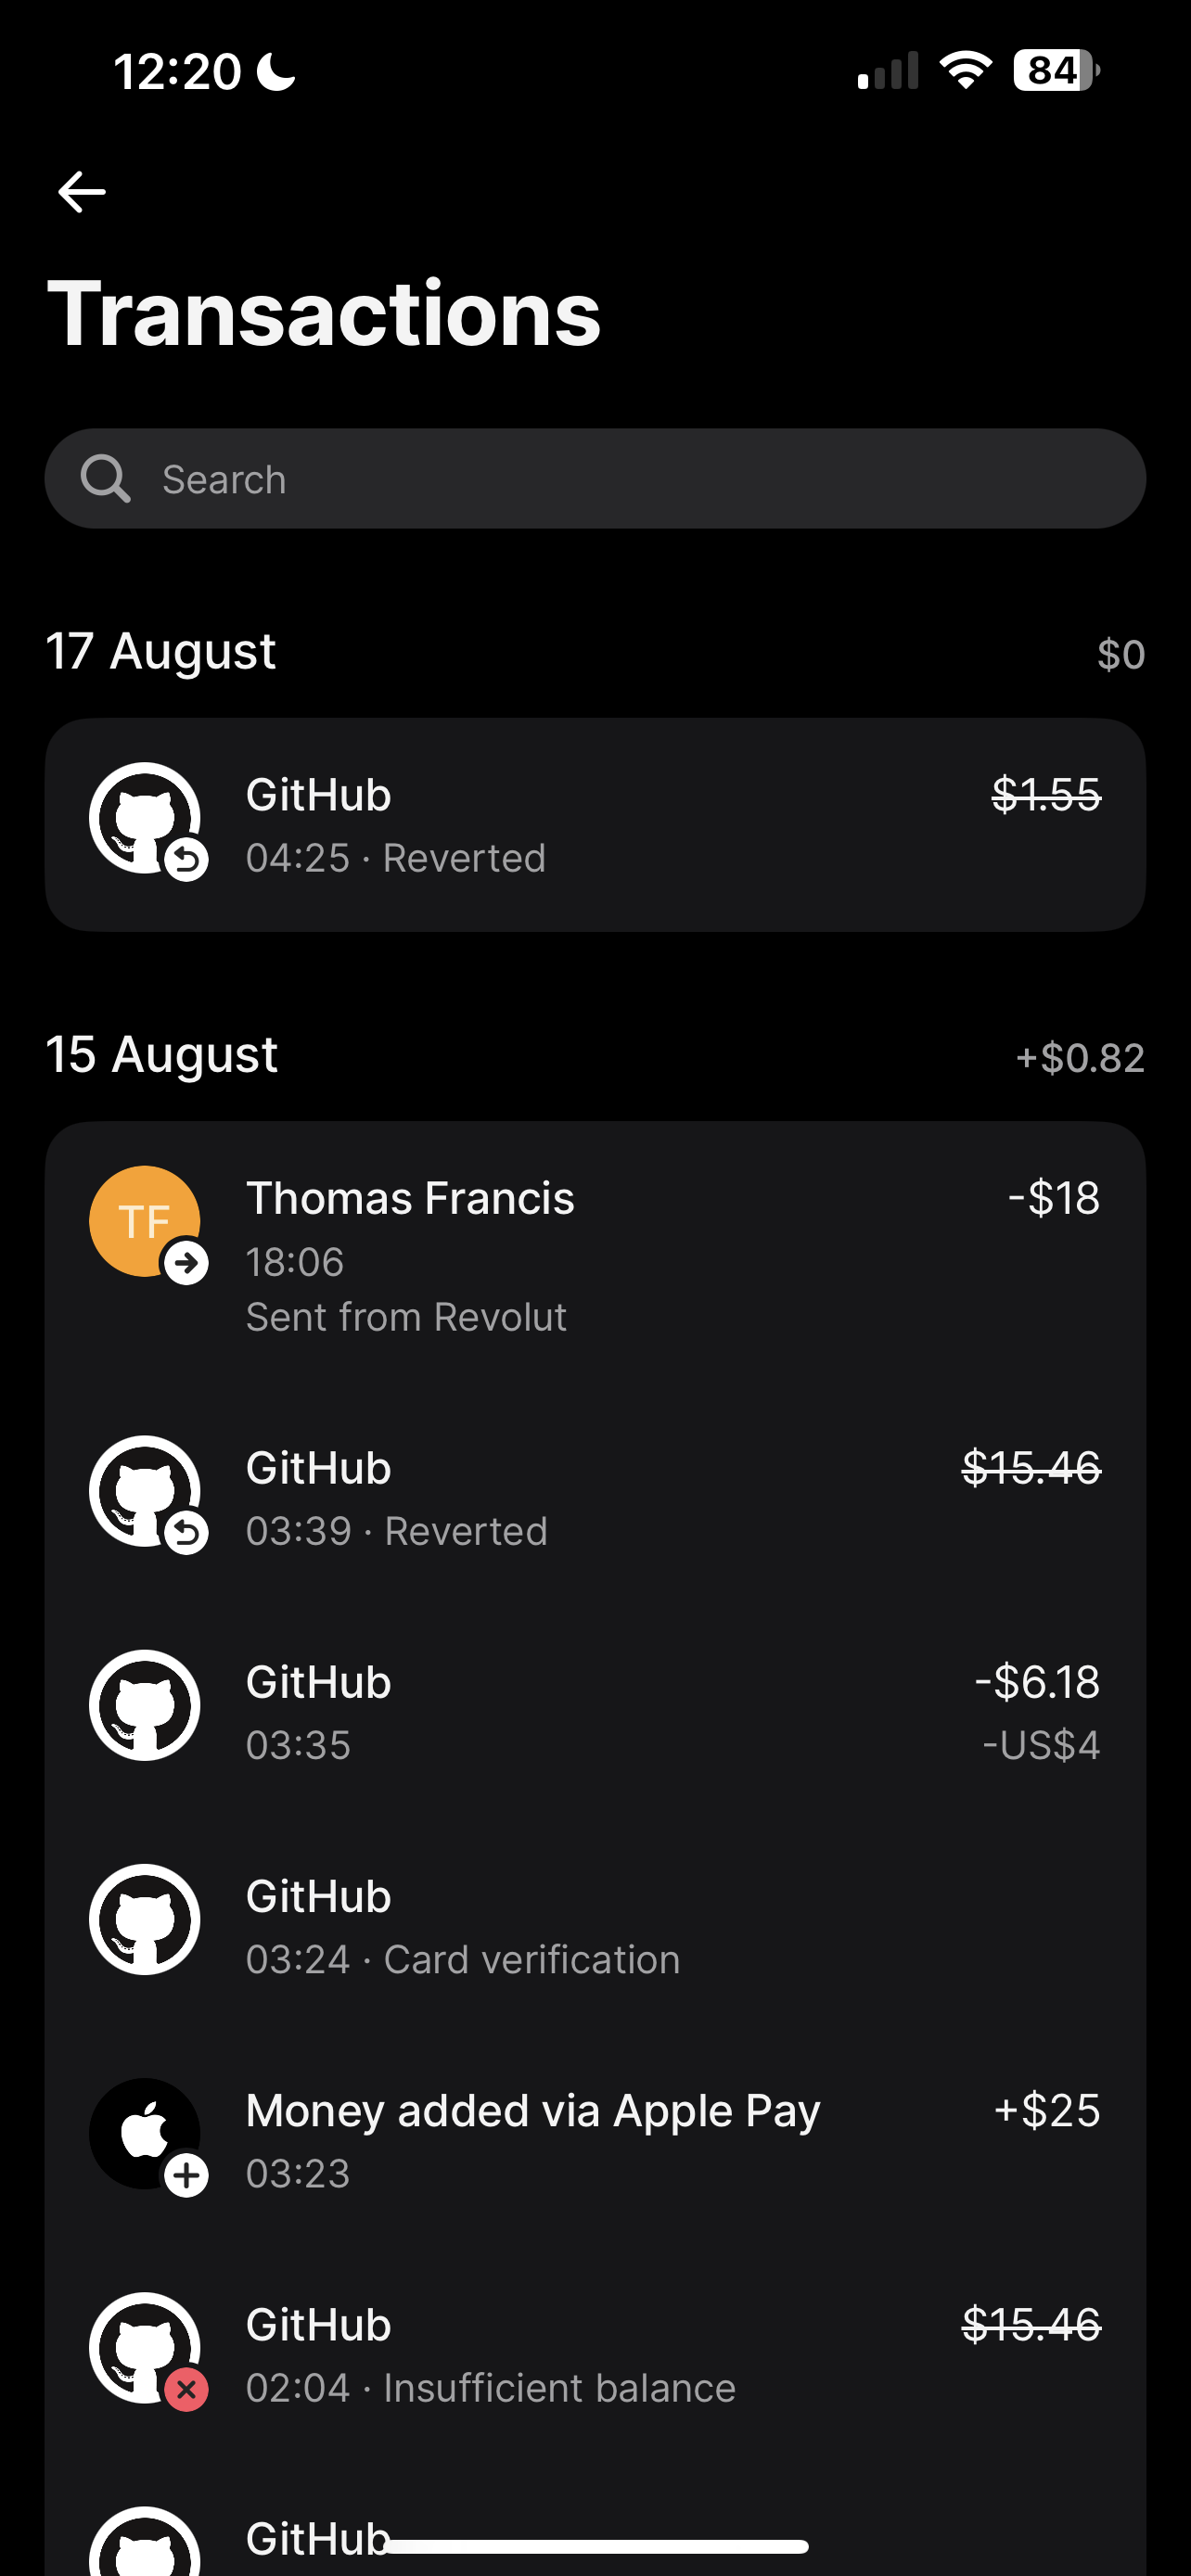 12:20
84
Transactions
Search
17 August $0
GitHub $1.55
04:25 · Reverted
15 August +$0.82
TF
Thomas Francis -$18
18:06
Sent from Revolut
GitHub $15.46
03:39 · Reverted
GitHub -$6.18
03:35 -US$4
GitHub
03:24 · Card verification
Money added via Apple Pay +$25
03:23
GitHub $15.46
02:04 · Insufficient balance
GitHub